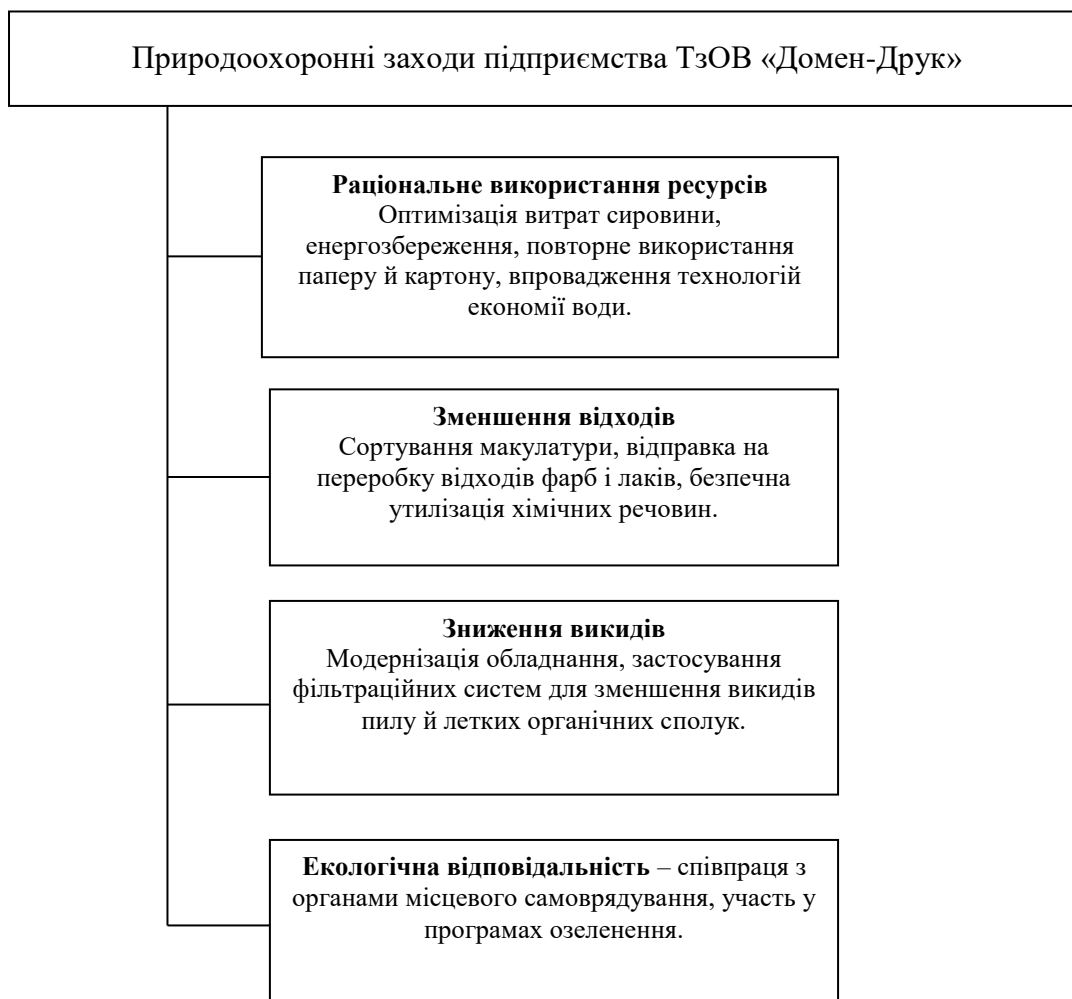 Природоохоронні заходи підприємства ТзОВ «Домен-Друк»
Раціональне використання ресурсів
Оптимізація витрат сировини,
енергозбереження, повторне використання
паперу й картону, впровадження технологій
економії води.
Зменшення відходів
Сортування макулатури, відправка на
переробку відходів фарб і лаків, безпечна
утилізація хімічних речовин.
Зниження викидів
Модернізація обладнання, застосування
фільтраційних систем для зменшення викидів
пилу й летких органічних сполук.
Екологічна відповідальність – співпраця з
органами місцевого самоврядування, участь у
програмах озеленення.